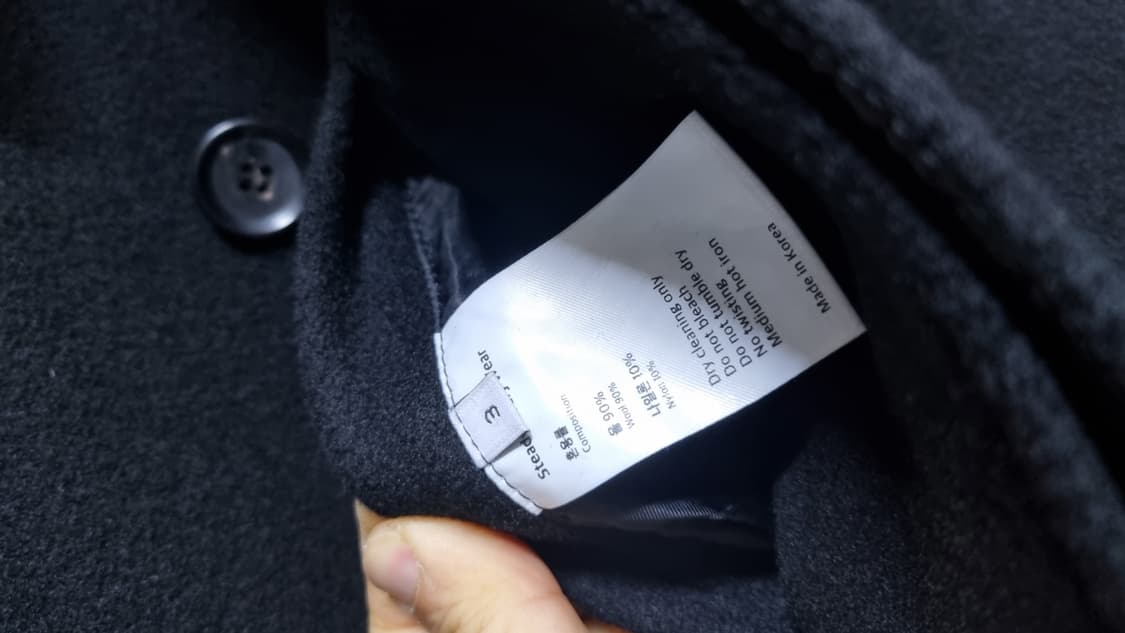 Stead y Wear
3
혼용률
Composition
울 90%
Wool 90%
나일론 10%
Nylon 10%
Dry cleaning only
Do not bleach
Do not tumble dry
No twisting
Medium hot iron
Made in Korea